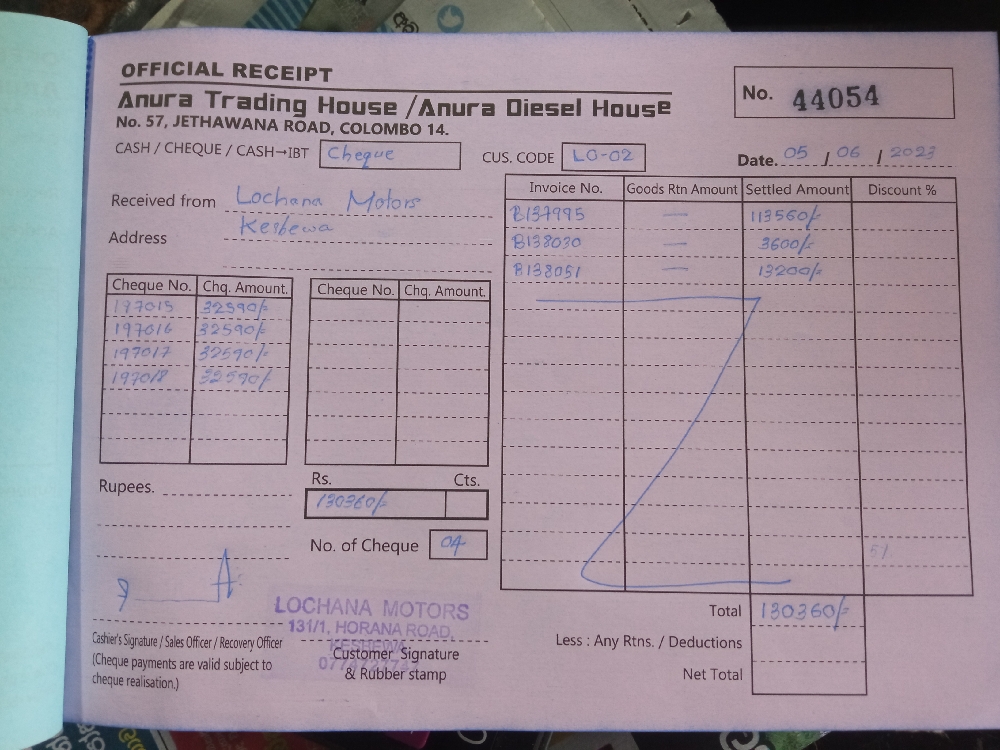 OFFICIAL RECEIPT
Anura Trading House / Anura Diesel House
No. 57, JETHAWANA ROAD, COLOMBO 14.
No. 44054
CASH / CHEQUE / CASH→IBT Cheque
CUS. CODE LO-02
Date. 05 / 06 / 2023
Received from Lochana Motors
Address Kesbewa
Invoice No. Goods Rtn Amount Settled Amount Discount %
B137995 — 113560/-
B138030 — 3600/-
B138051 — 13200/-
Cheque No. Chq. Amount. Cheque No. Chq. Amount.
197015 32590/-
197016 32590/-
197017 32590/-
197018 32590/-
Rupees.
Rs. Cts.
130360/-
No. of Cheque 04
Total 130360/-
Less : Any Rtns. / Deductions
Net Total
LOCHANA MOTORS
131/1, HORANA ROAD,
KESBEWA
Cashier's Signature / Sales Officer / Recovery Officer
(Cheque payments are valid subject to
cheque realisation.)
Customer Signature
& Rubber stamp